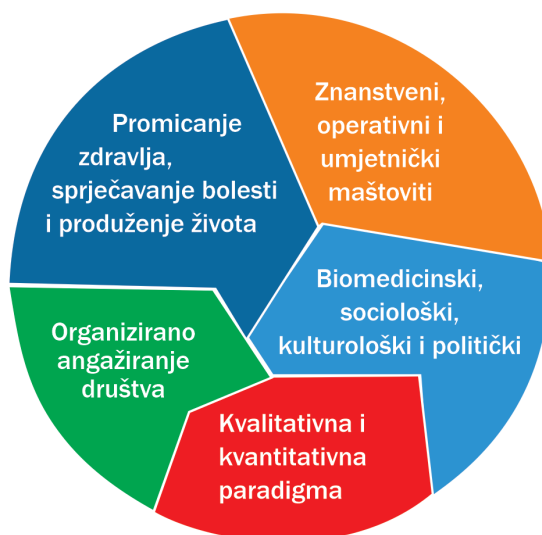 Promicanje
zdravlja,
sprječavanje bolesti
i produženje života
Znanstveni,
operativni i
umjetnički
maštoviti
Biomedicinski,
sociološki,
kulturološki i politički
Organizirano
angažiranje
društva
Kvalitativna i
kvantitativna
paradigma